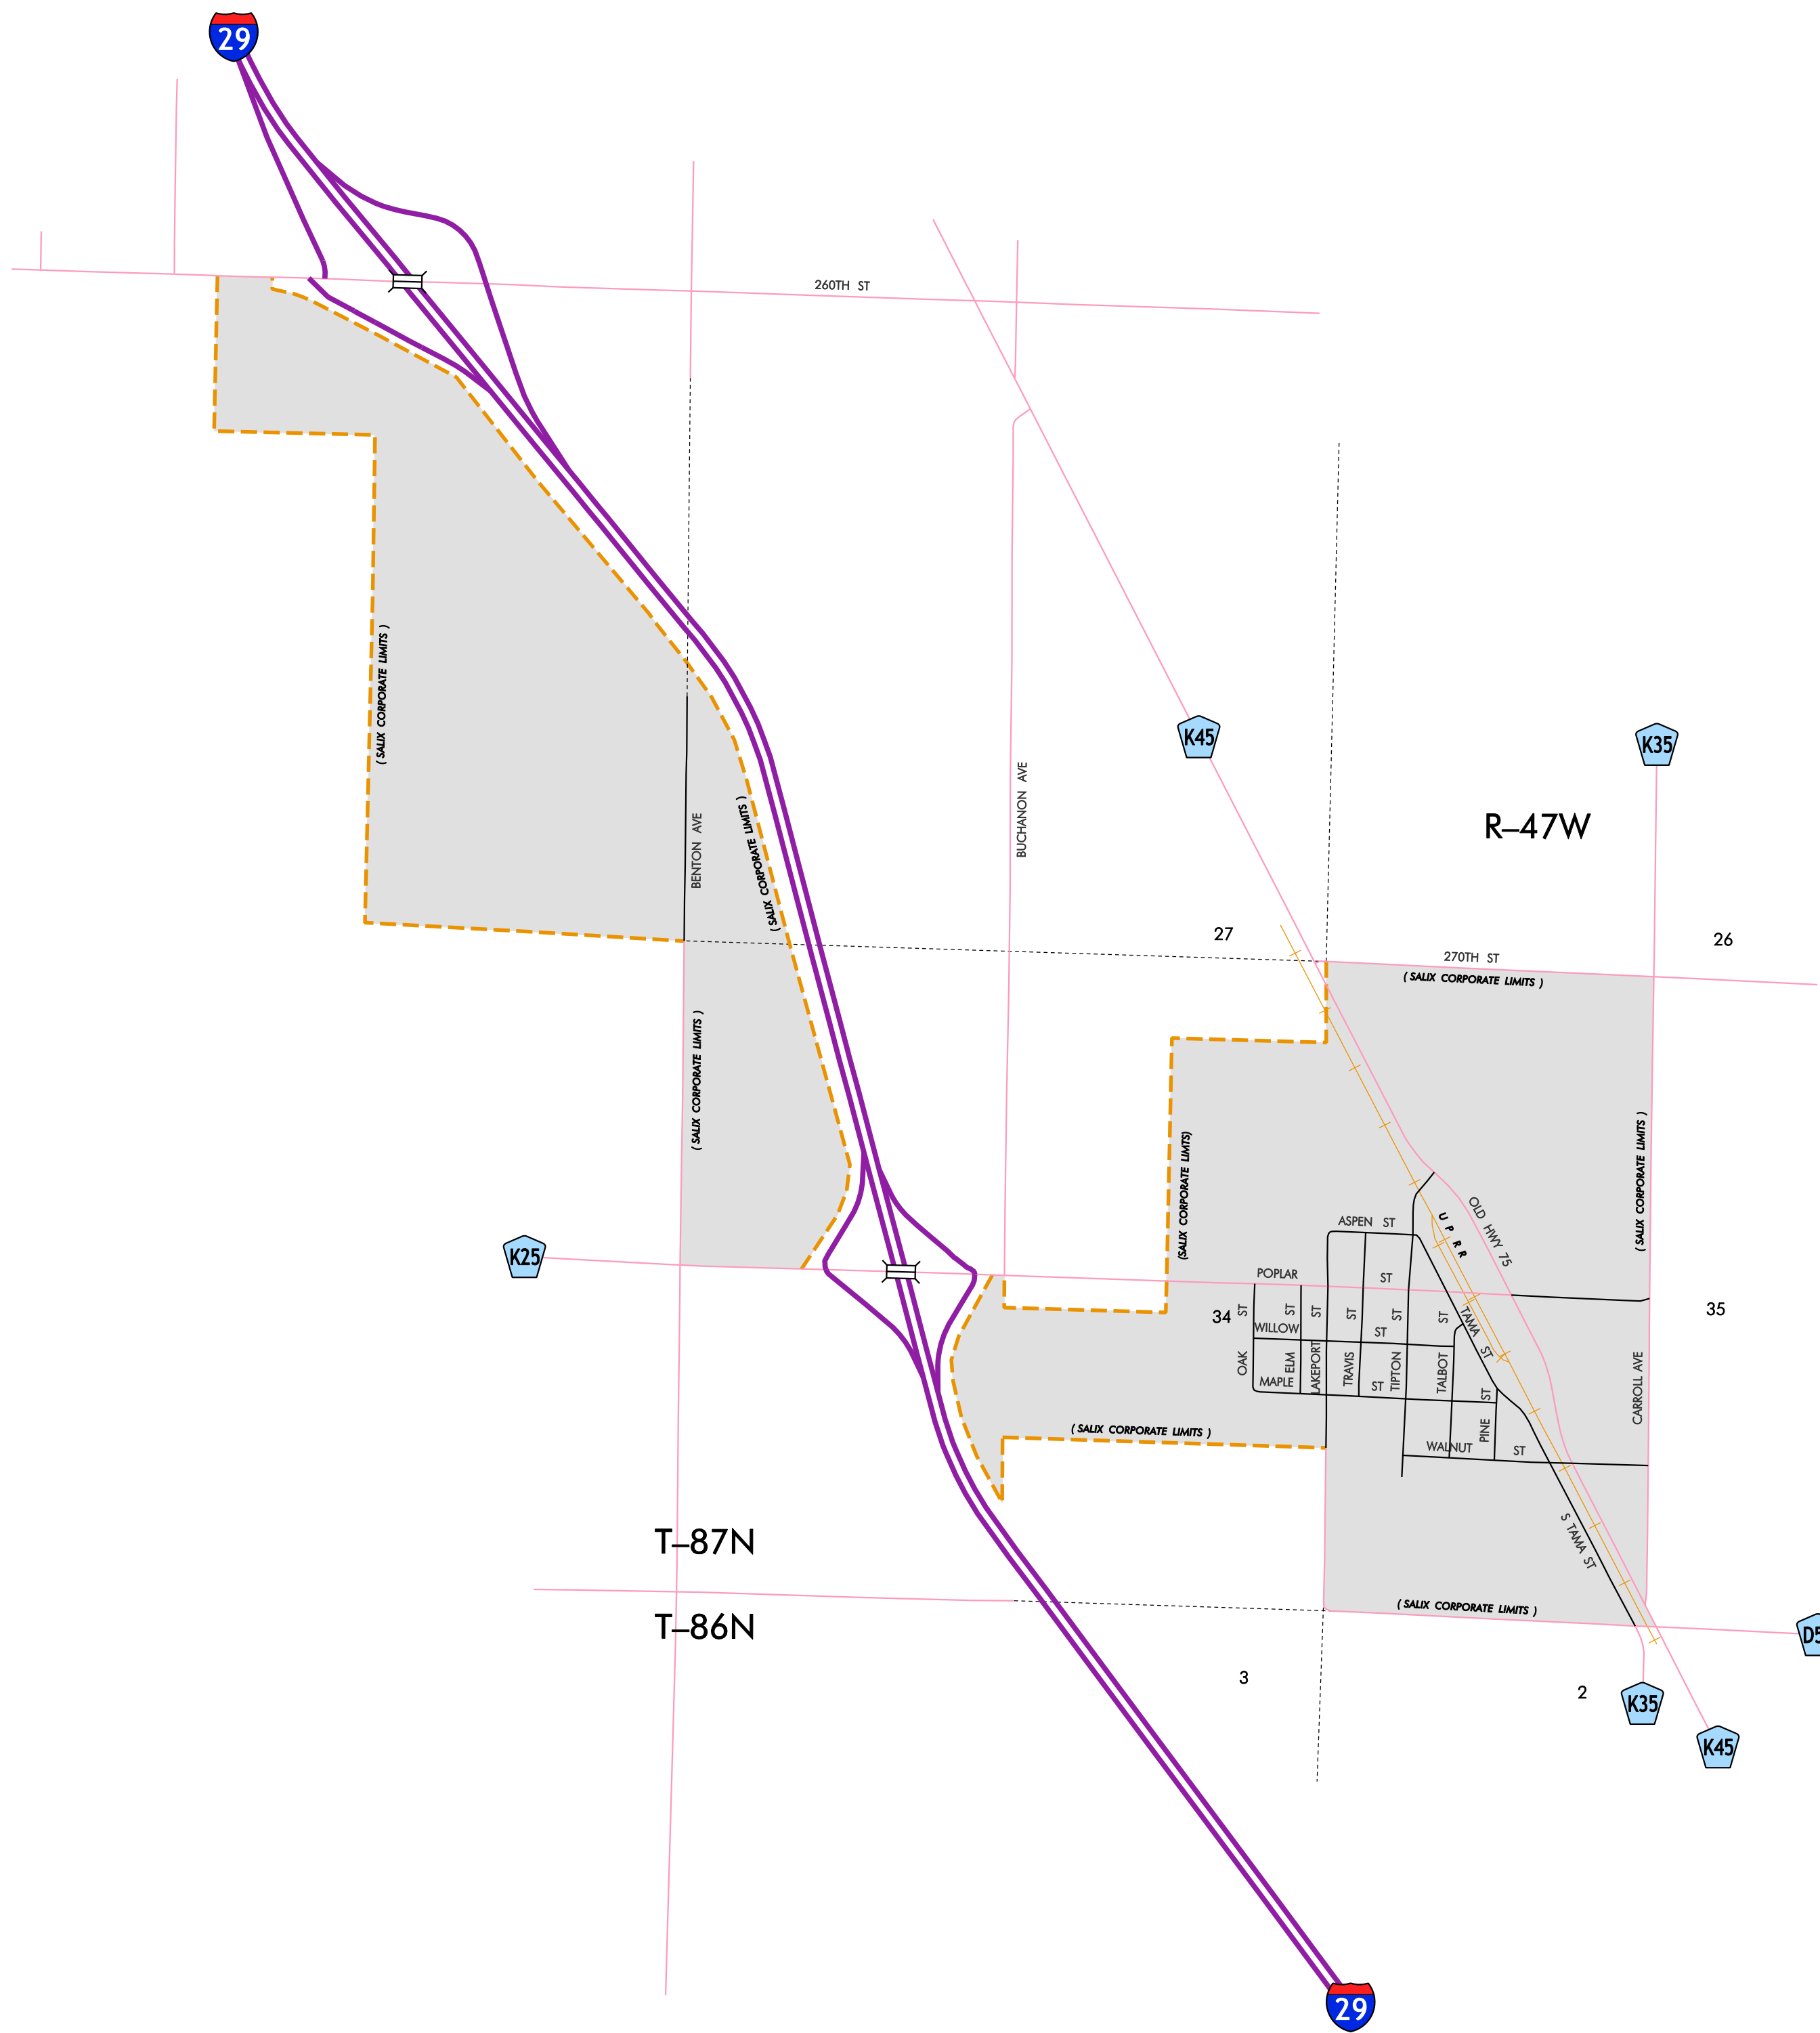 29
260TH ST
( SALIX CORPORATE LIMITS )
K45
K35
BUCHANON AVE
BENTON AVE
( SALIX CORPORATE LIMITS )
R–47W
27
26
270TH ST
( SALIX CORPORATE LIMITS )
( SALIX CORPORATE LIMITS )
(SALIX CORPORATE LIMTS)
( SALIX CORPORATE LIMITS )
K25
ASPEN ST
U P R R
OLD HWY 75
POPLAR ST
34
35
OAK ST
ELM ST
LAKEPORT ST
TRAVIS ST
TIPTON ST
TALBOT ST
TAMA ST
WILLOW ST
MAPLE ST
PINE ST
CARROLL AVE
( SALIX CORPORATE LIMITS )
WALNUT ST
S TAMA ST
T–87N
T–86N
( SALIX CORPORATE LIMITS )
3
2
D5
K35
K45
29